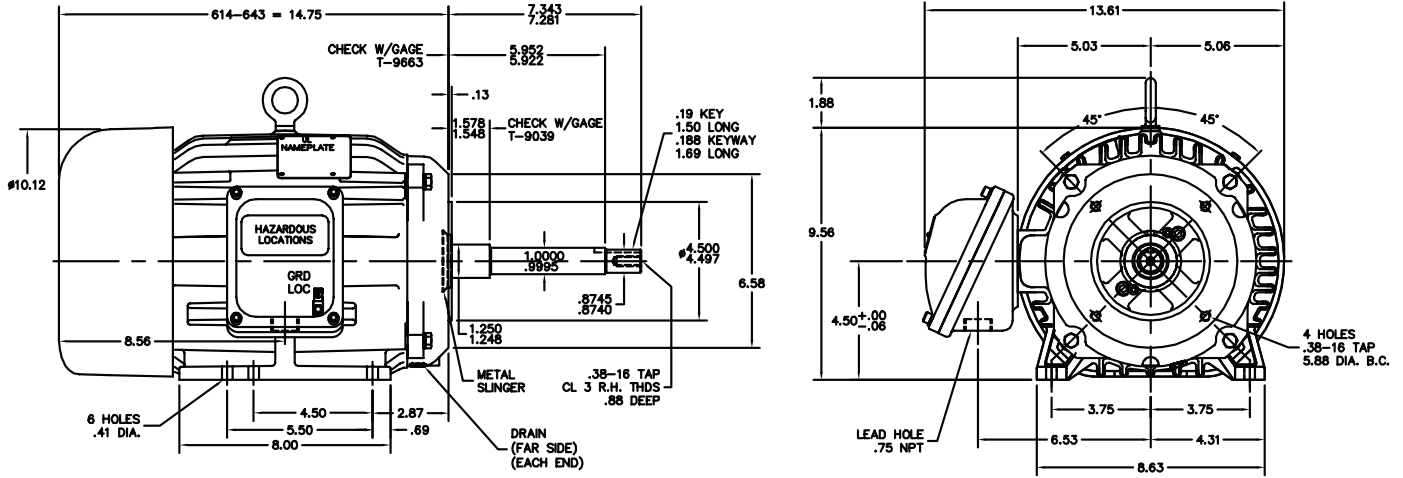 614-643 = 14.75
7.343
7.281
CHECK W/GAGE
T-9663
5.952
5.922
.13
1.578
1.548
CHECK W/GAGE
T-9039
.19 KEY
1.50 LONG
.188 KEYWAY
1.69 LONG
UL
NAMEPLATE
ø10.12
HAZARDOUS
LOCATIONS
GRD
LOC
1.0000
.9995
ø4.500
4.497
6.58
.8745
.8740
1.250
1.248
8.56
METAL
SLINGER
.38-16 TAP
CL 3 R.H. THDS
.88 DEEP
6 HOLES
.41 DIA.
4.50
2.87
5.50
.69
8.00
DRAIN
(FAR SIDE)
(EACH END)
13.61
5.03
5.06
1.88
45°
45°
9.56
4.50+.00
-.06
4 HOLES
.38-16 TAP
5.88 DIA. B.C.
3.75
3.75
LEAD HOLE
.75 NPT
6.53
4.31
8.63